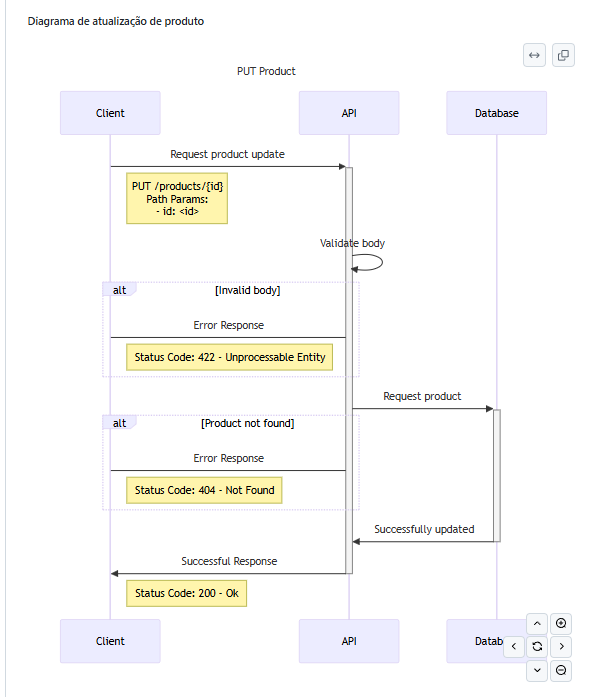 Diagrama de atualização de produto
PUT Product
Client
API
Database
Request product update
PUT /products/{id}
Path Params:
- id: <id>
Validate body
alt
[Invalid body]
Error Response
Status Code: 422 - Unprocessable Entity
Request product
alt
[Product not found]
Error Response
Status Code: 404 - Not Found
Successfully updated
Successful Response
Status Code: 200 - Ok
Client
API
Datab